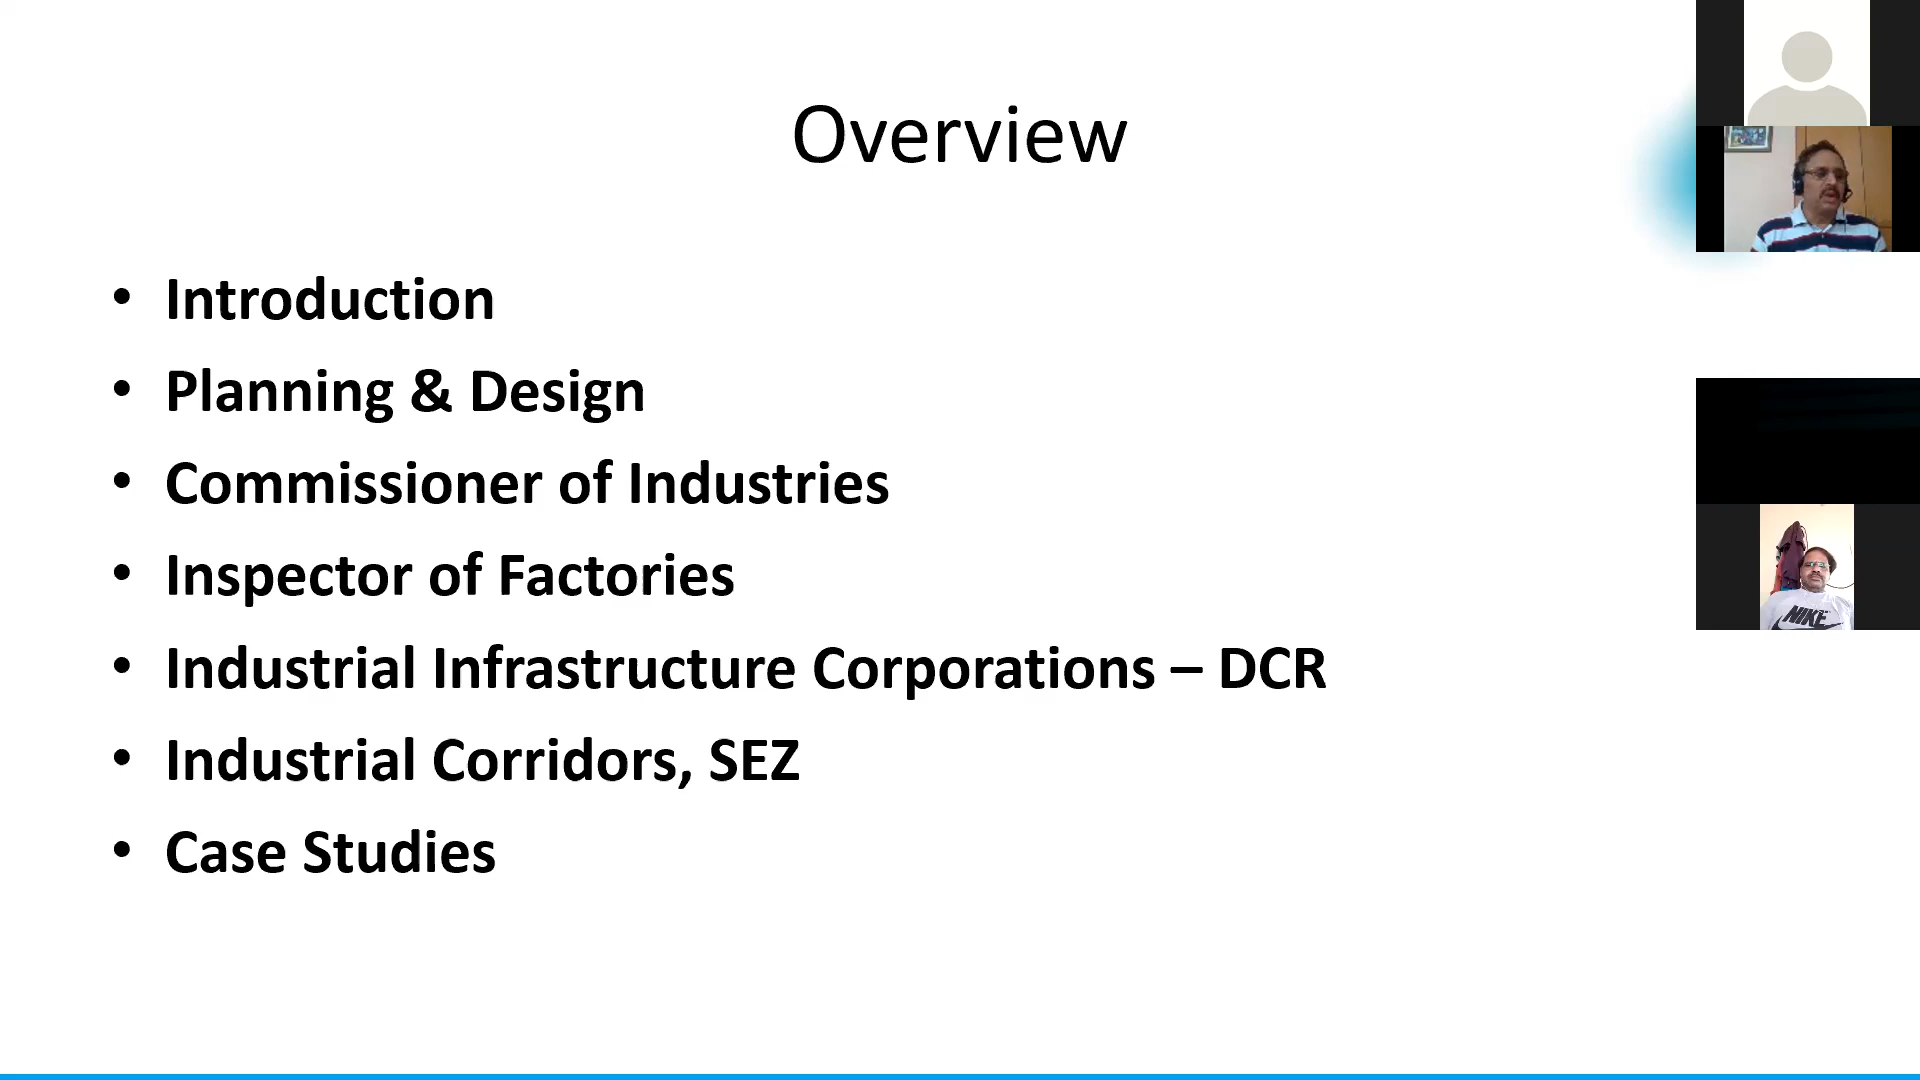 Overview
• Introduction
• Planning & Design
• Commissioner of Industries
• Inspector of Factories
• Industrial Infrastructure Corporations – DCR
• Industrial Corridors, SEZ
• Case Studies
NIKE